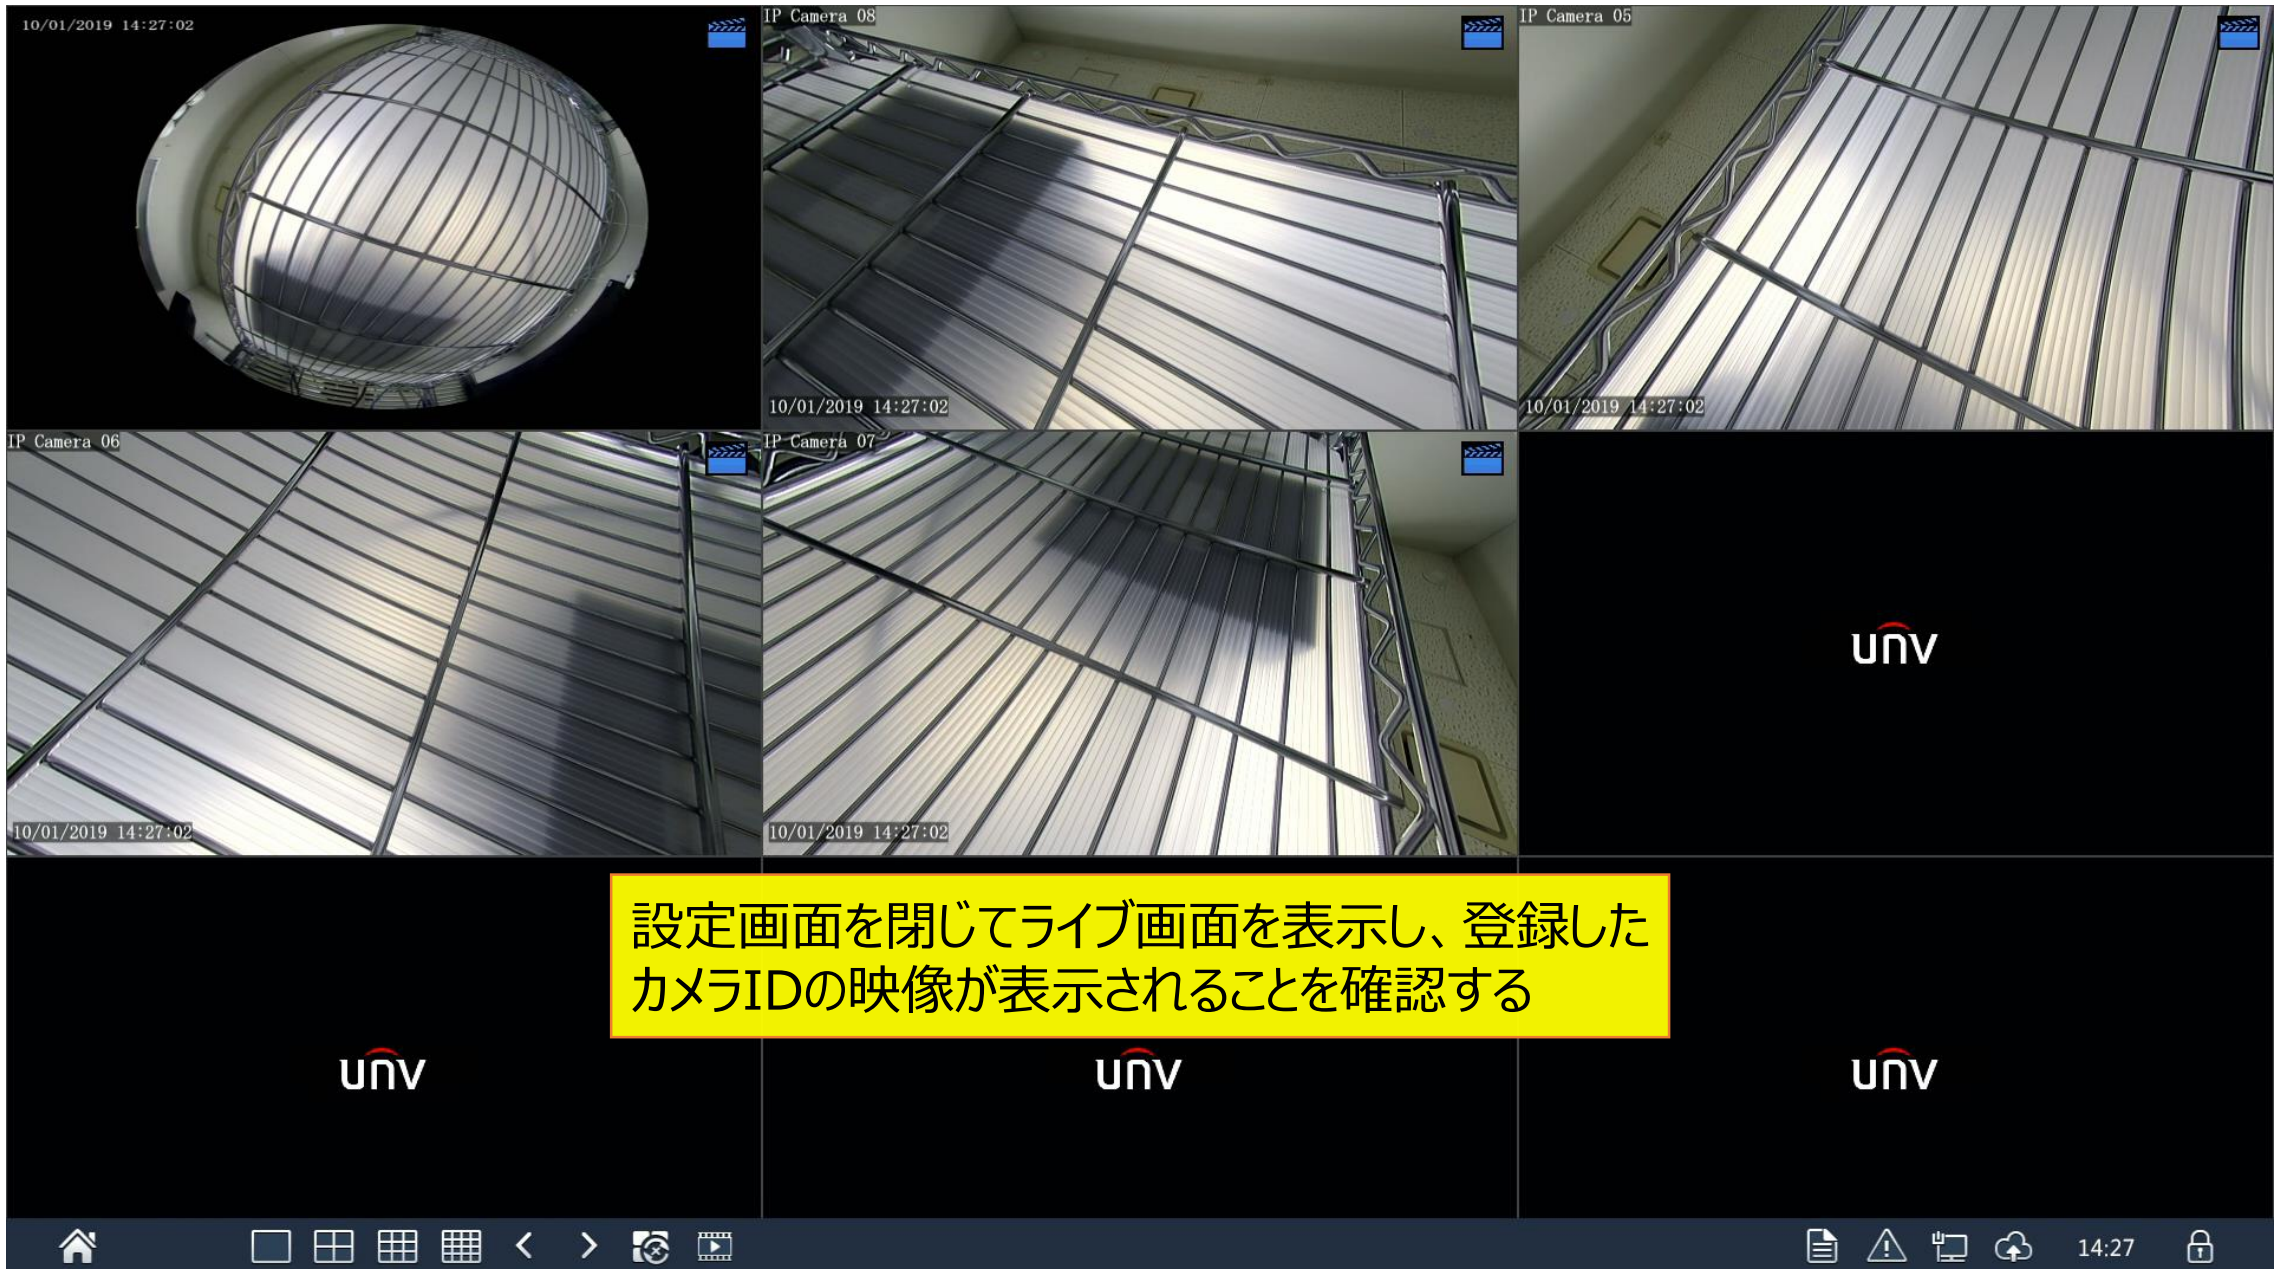 10/01/2019 14:27:02
IP Camera 08
10/01/2019 14:27:02
IP Camera 05
10/01/2019 14:27:02
IP Camera 06
10/01/2019 14:27:02
IP Camera 07
10/01/2019 14:27:02
unv
設定画面を閉じてライブ画面を表示し、登録した
カメラIDの映像が表示されることを確認する
unv
unv
unv
14:27